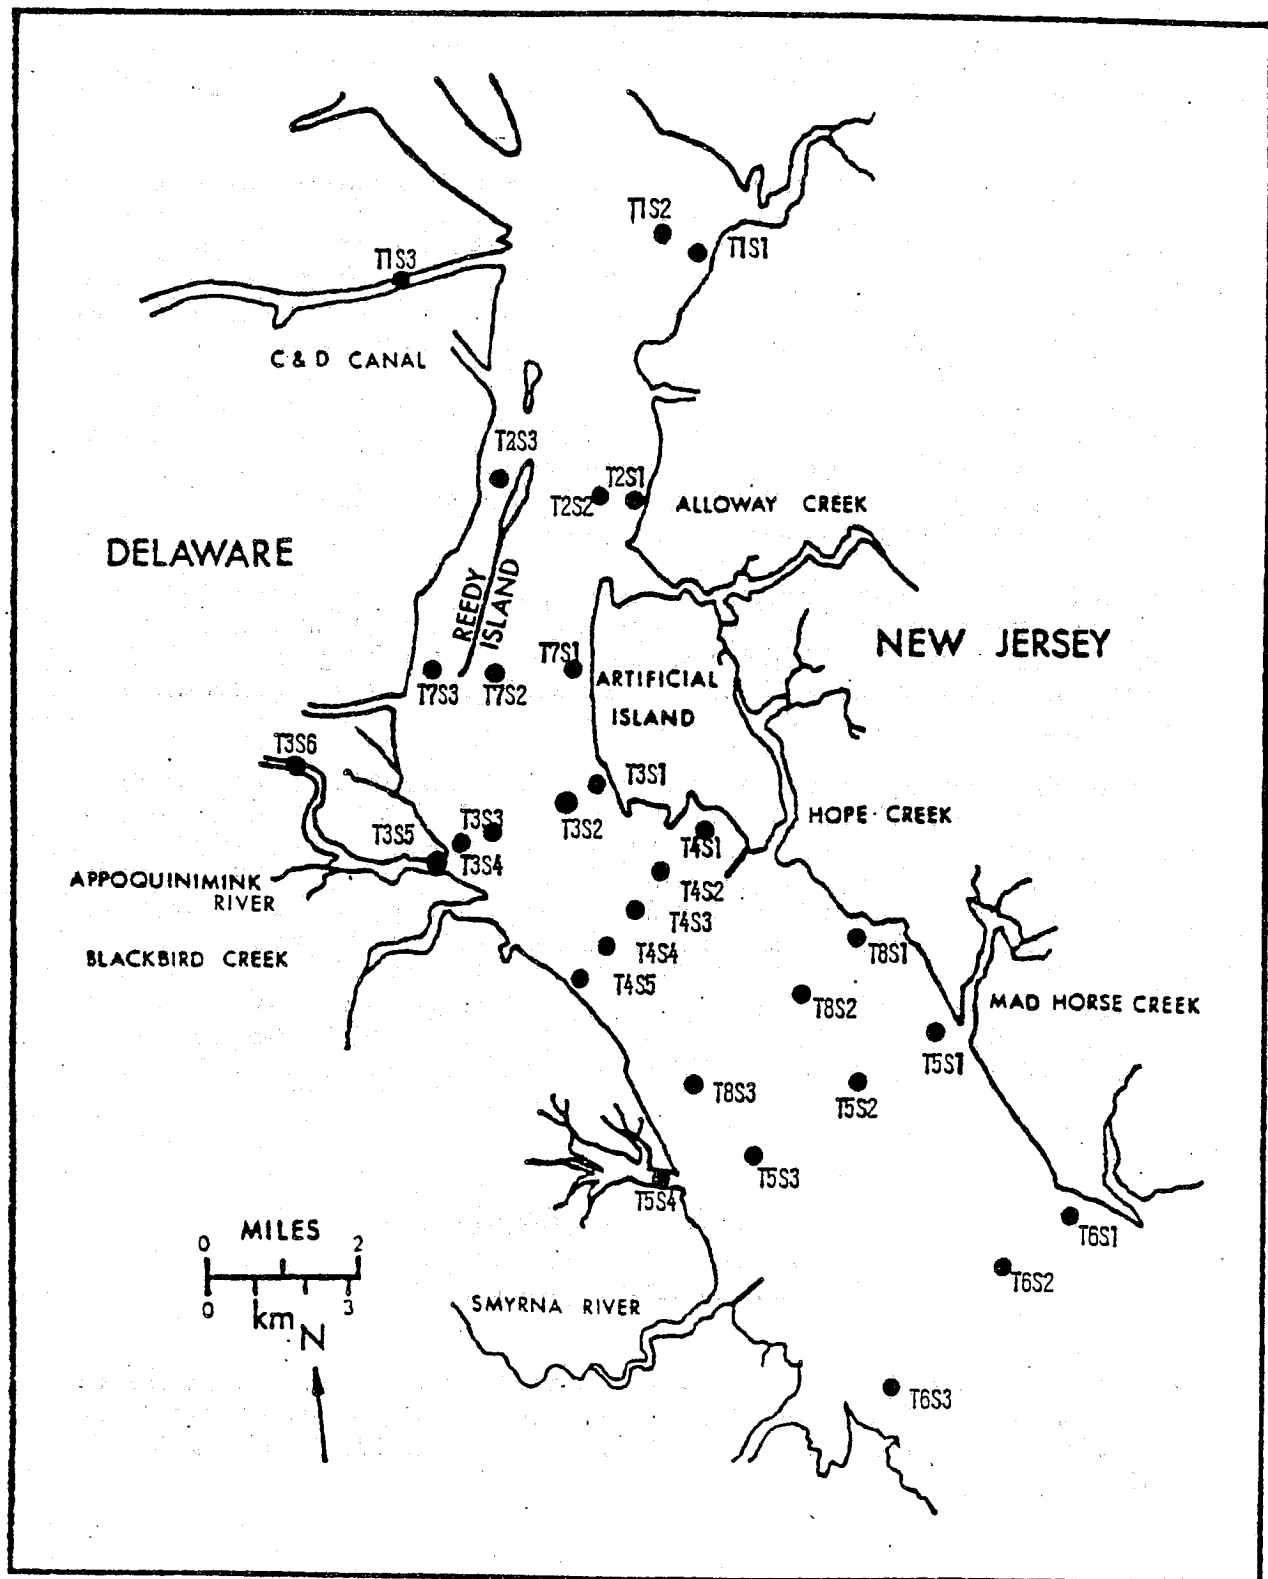 T1S2
T1S1
T1S3
C & D CANAL
T2S3
T2S1
T2S2
ALLOWAY CREEK
DELAWARE
REEDY
ISLAND
NEW JERSEY
T7S1
T7S3
T7S2
ARTIFICIAL
ISLAND
T3S6
T3S1
T3S2
T3S3
T3S5
T3S4
HOPE CREEK
T4S1
APPOQUINIMINK
RIVER
T4S2
T4S3
BLACKBIRD CREEK
T4S4
T8S1
T4S5
T8S2
MAD HORSE CREEK
T5S1
T8S3
T5S2
T5S3
T5S4
MILES
0 2
0 3
km
N
T6S1
T6S2
SMYRNA RIVER
T6S3